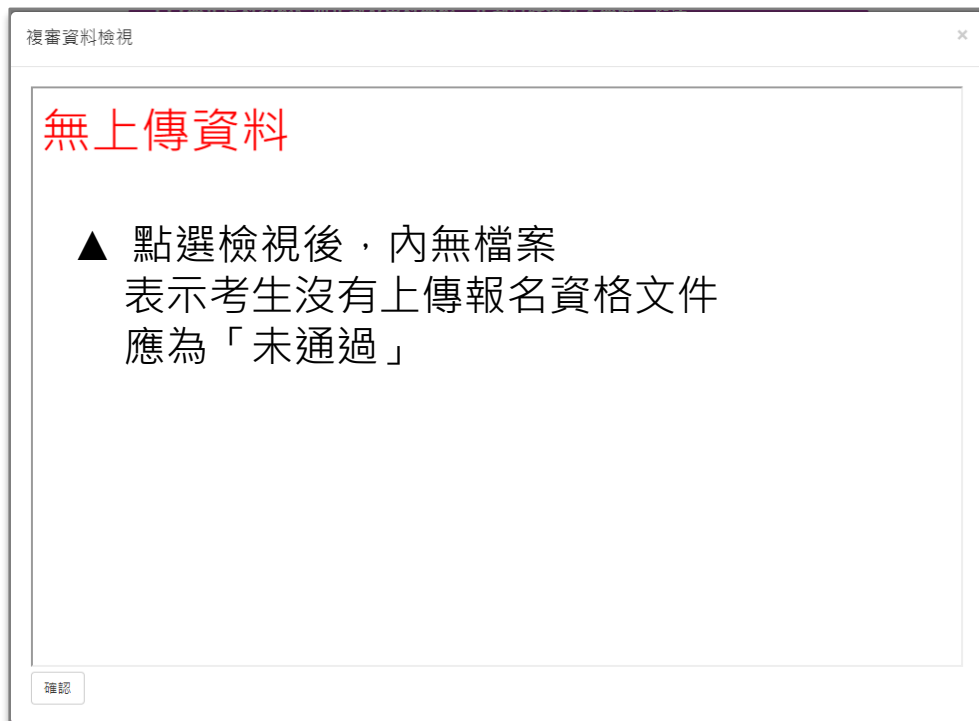 複審資料檢視
×
無上傳資料
▲ 點選檢視後，內無檔案
表示考生沒有上傳報名資格文件
應為「未通過」
確認